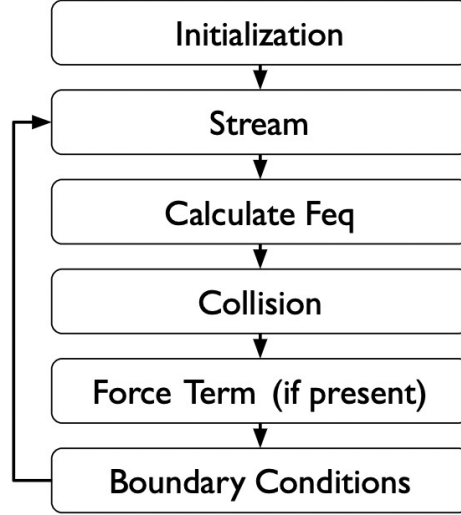 Initialization
Stream
Calculate Feq
Collision
Force Term (if present)
Boundary Conditions